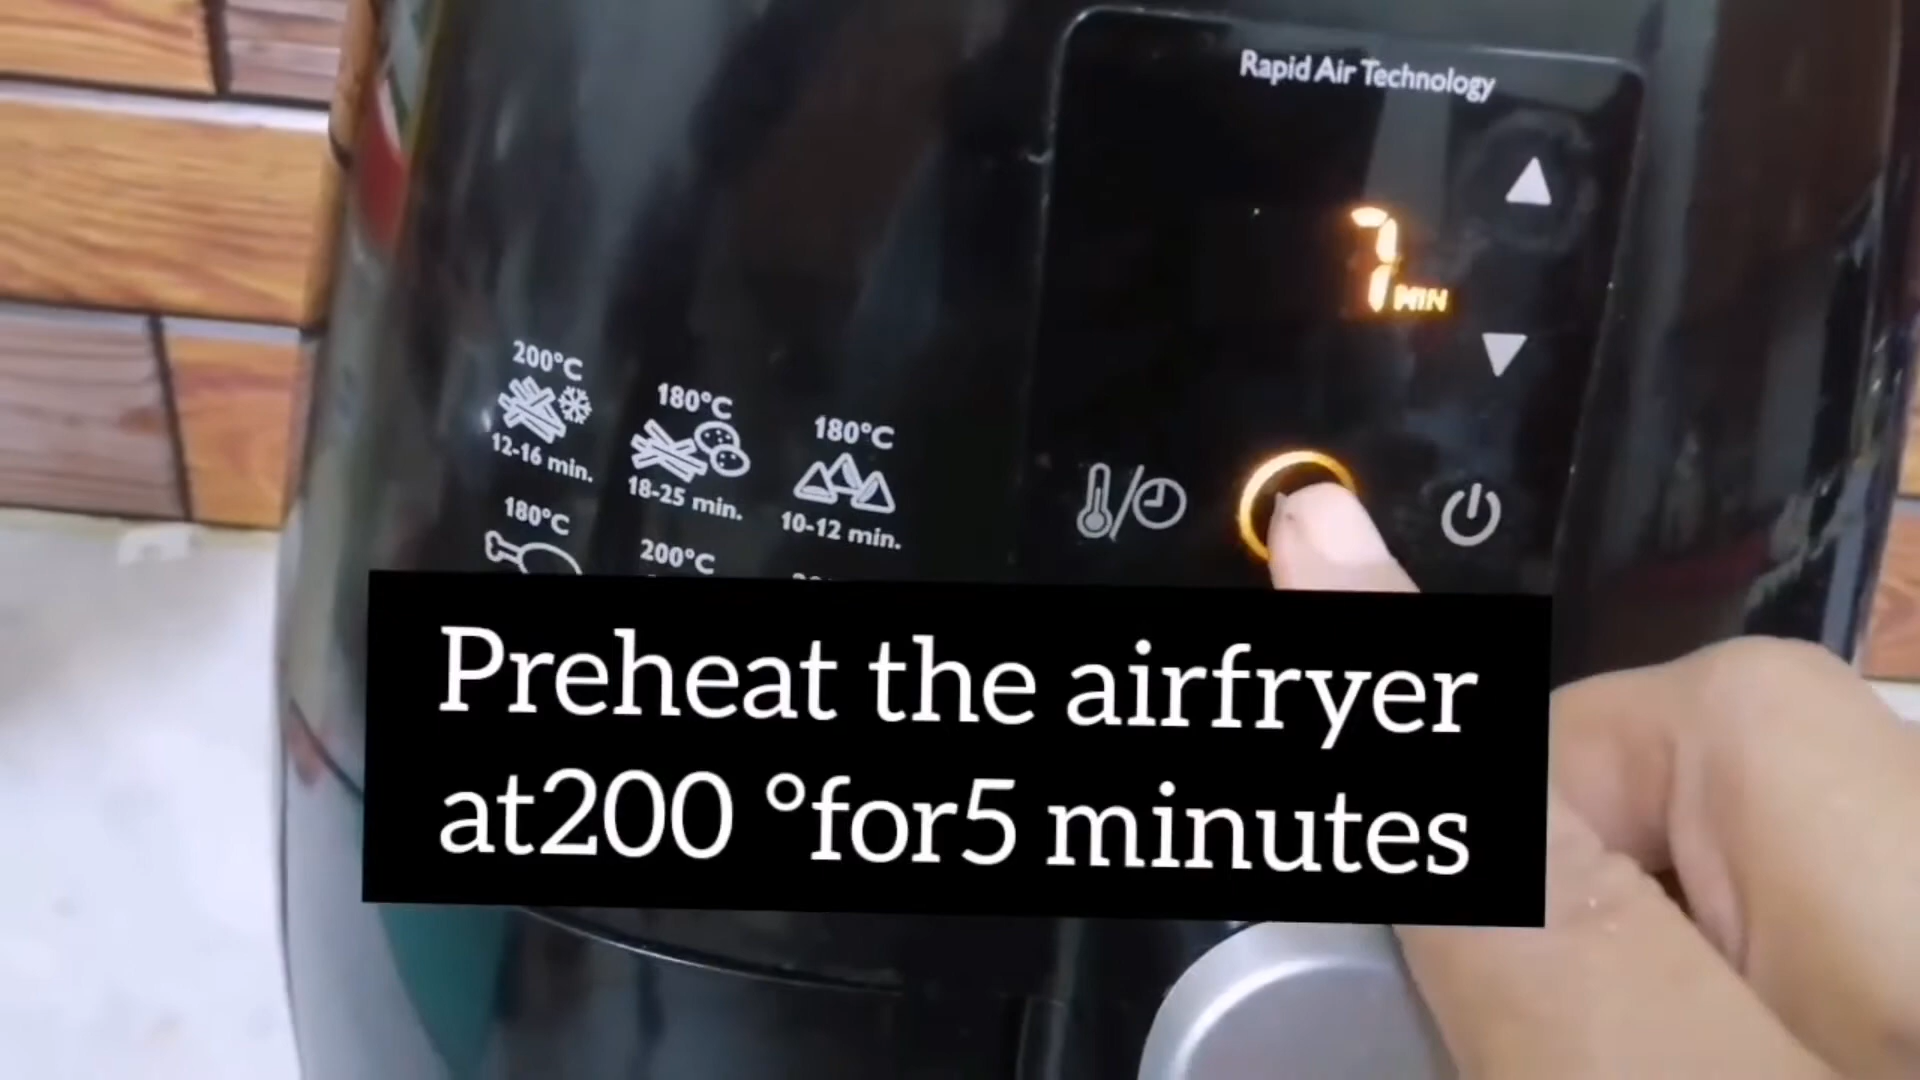 Rapid Air Technology
7 MIN
200°C
12-16 min.
180°C
18-25 min.
180°C
10-12 min.
180°C
200°C
Preheat the airfryer
at200 °for5 minutes